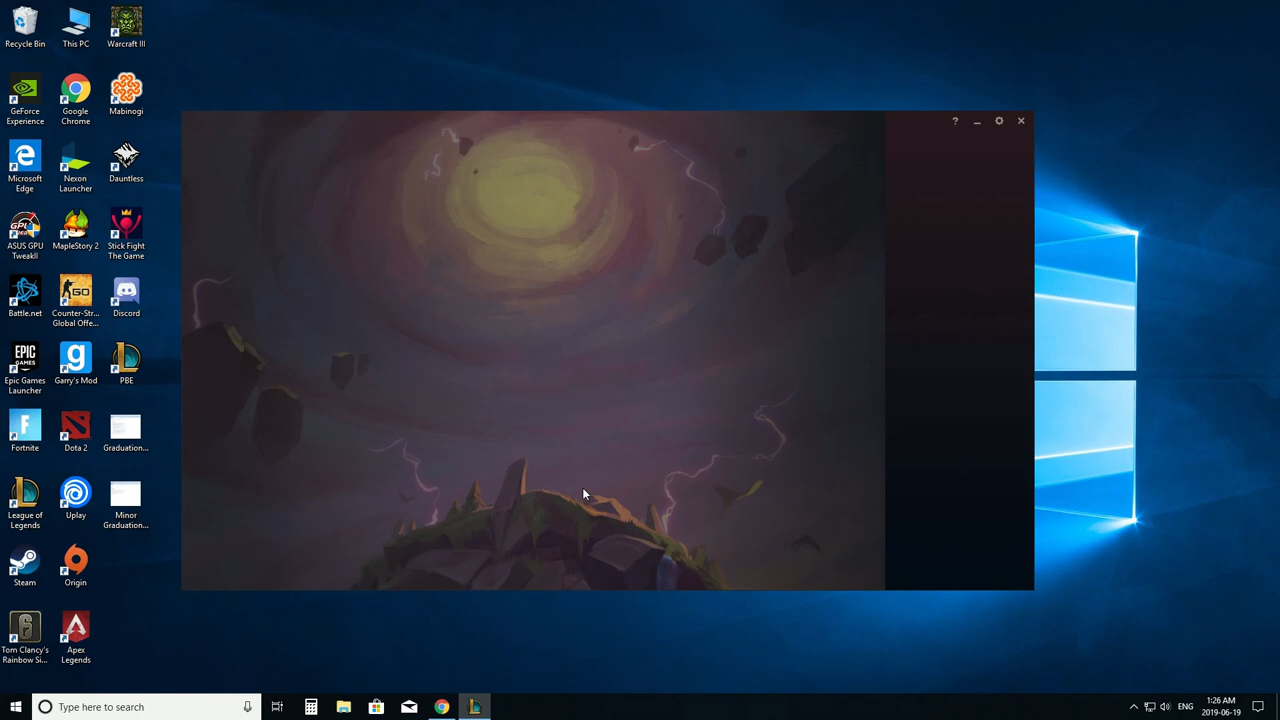 Recycle Bin
This PC
Warcraft III
GeForce
Experience
Google
Chrome
Mabinogi
Microsoft
Edge
Nexon
Launcher
Dauntless
ASUS GPU
TweakII
MapleStory 2
Stick Fight
The Game
Battle.net
Counter-Str...
Global Offe...
Discord
EPIC
GAMES
Epic Games
Launcher
Garry's Mod
PBE
Fortnite
Dota 2
Graduation...
League of
Legends
Uplay
Minor
Graduation...
Steam
Origin
Tom Clancy's
Rainbow Si...
Apex
Legends
?
Type here to search
ENG
1:26 AM
2019-06-19